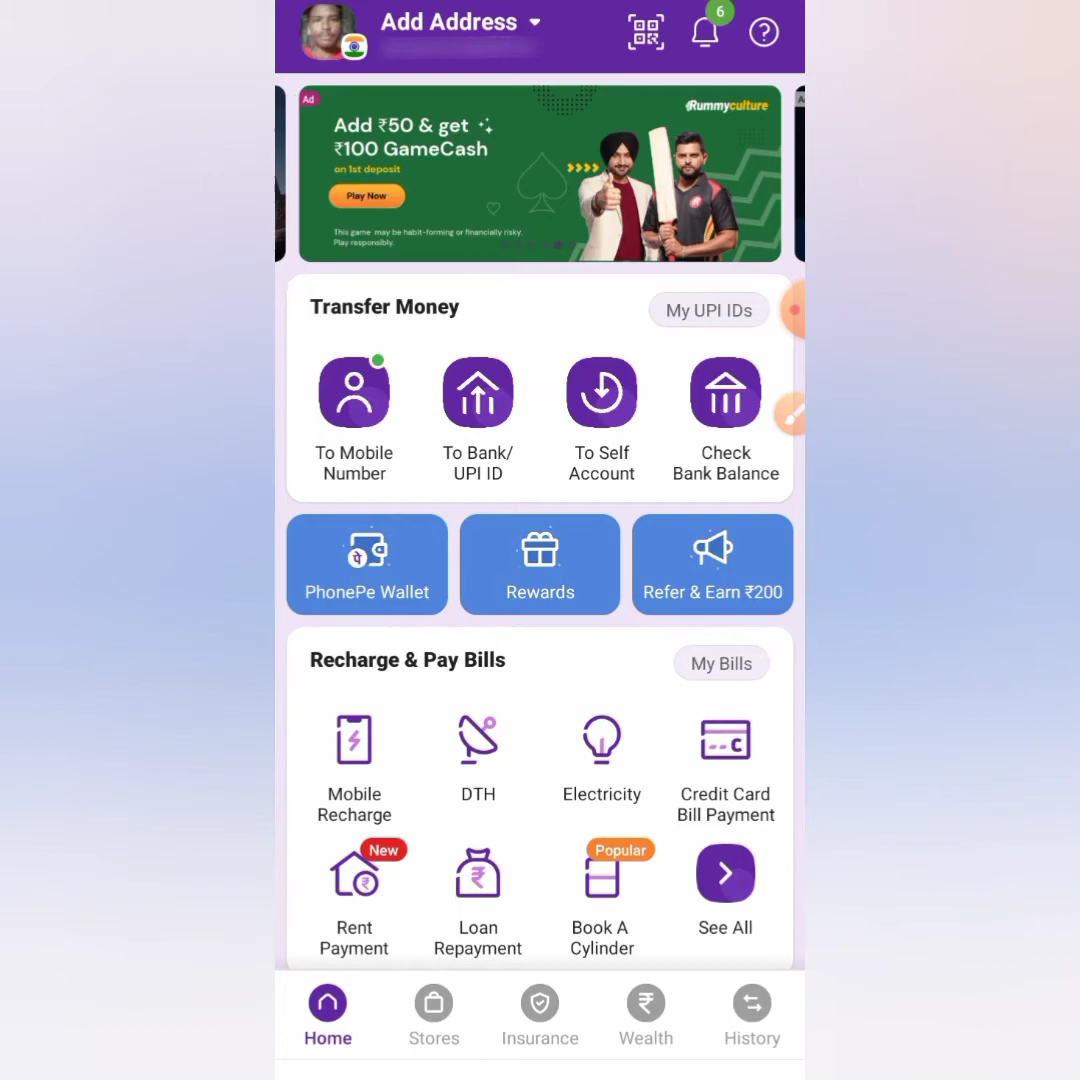 Add Address
6
Ad
Rummyculture
Add ₹50 & get
₹100 GameCash
on 1st deposit
Play Now
This game may be habit-forming or financially risky.
Play responsibly.
Transfer Money
My UPI IDs
To Mobile
Number
To Bank/
UPI ID
To Self
Account
Check
Bank Balance
पे
PhonePe Wallet
Rewards
Refer & Earn ₹200
Recharge & Pay Bills
My Bills
Mobile
Recharge
DTH
Electricity
C
Credit Card
Bill Payment
New
₹
Rent
Payment
₹
Loan
Repayment
Popular
Book A
Cylinder
See All
Home
Stores
Insurance
₹
Wealth
History